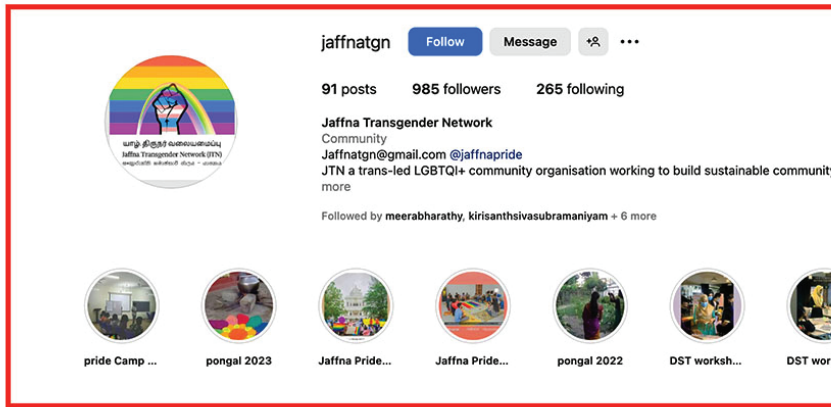 jaffnatgn Follow Message
91 posts 985 followers 265 following
Jaffna Transgender Network
Community
Jaffnatgn@gmail.com @jaffnapride
JTN a trans-led LGBTQI+ community organisation working to build sustainable community
more
Followed by meerabharathy, kirisanthsivasubramaniyam + 6 more
யாழ் திருநர் வலையமைப்பு
Jaffna Transgender Network (JTN)
pride Camp ... pongal 2023 Jaffna Pride... Jaffna Pride... pongal 2022 DST worksh... DST wor